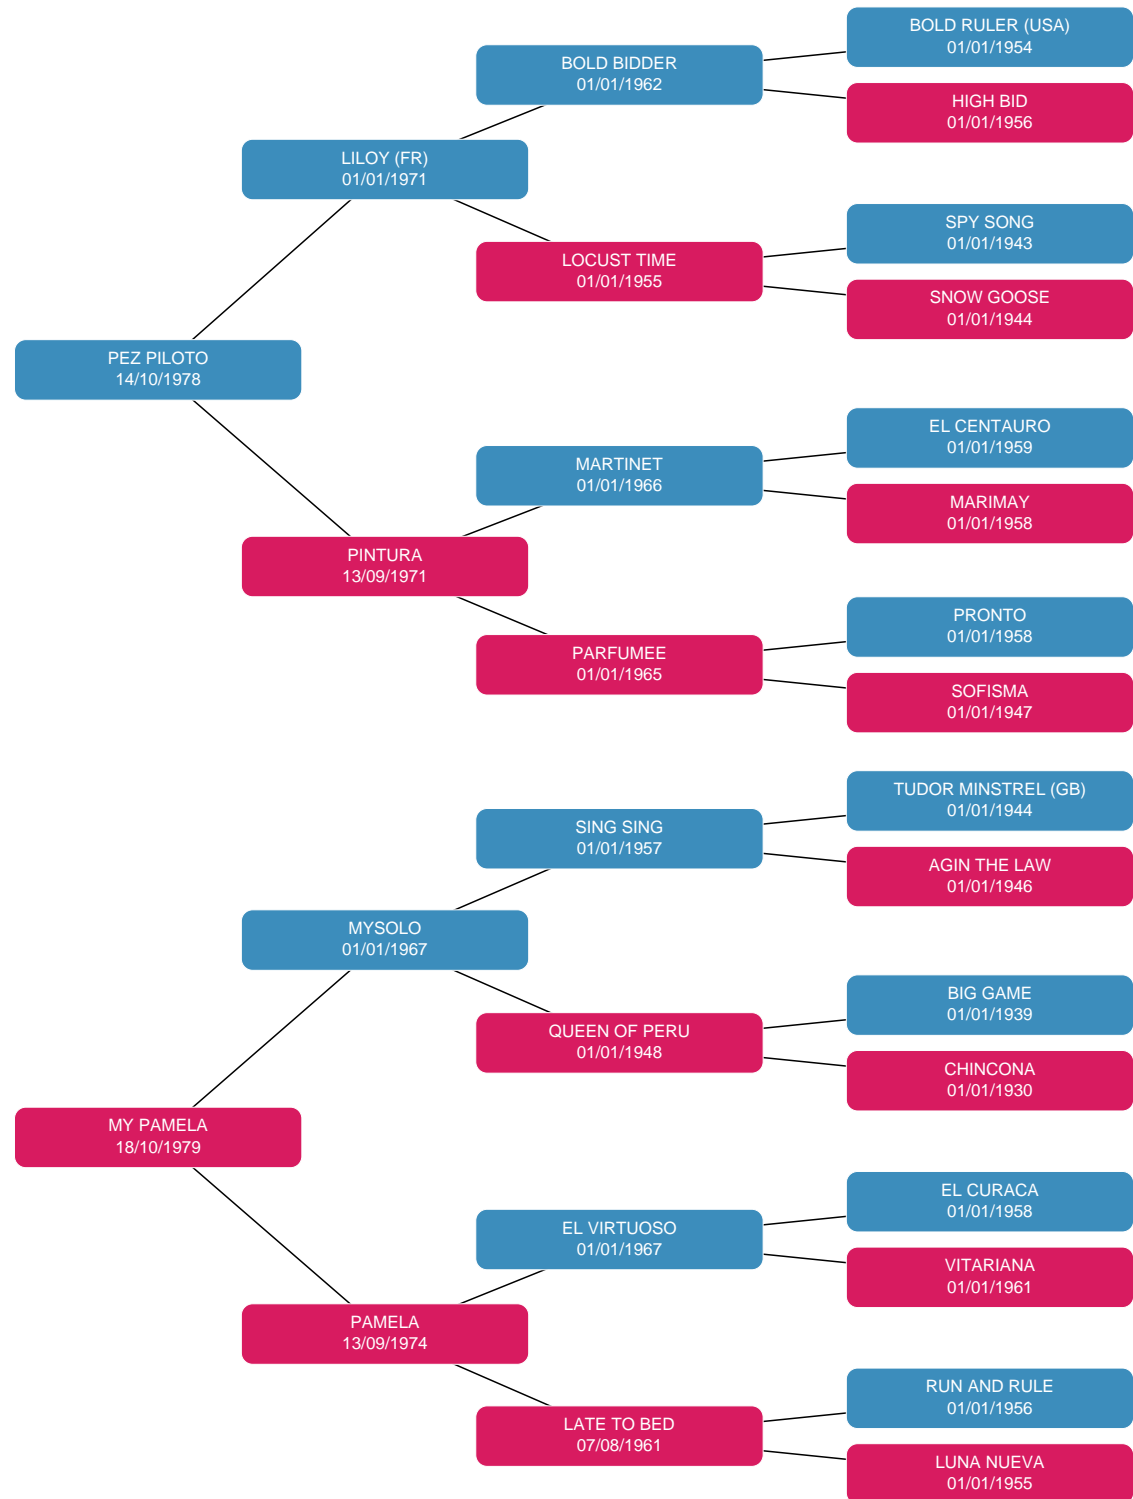 BOLD RULER (USA)
01/01/1954
BOLD BIDDER
01/01/1962
HIGH BID
01/01/1956
LILOY (FR)
01/01/1971
SPY SONG
01/01/1943
LOCUST TIME
01/01/1955
SNOW GOOSE
01/01/1944
PEZ PILOTO
14/10/1978
EL CENTAURO
01/01/1959
MARTINET
01/01/1966
MARIMAY
01/01/1958
PINTURA
13/09/1971
PRONTO
01/01/1958
PARFUMEE
01/01/1965
SOFISMA
01/01/1947
TUDOR MINSTREL (GB)
01/01/1944
SING SING
01/01/1957
AGIN THE LAW
01/01/1946
MYSOLO
01/01/1967
BIG GAME
01/01/1939
QUEEN OF PERU
01/01/1948
CHINCONA
01/01/1930
MY PAMELA
18/10/1979
EL CURACA
01/01/1958
EL VIRTUOSO
01/01/1967
VITARIANA
01/01/1961
PAMELA
13/09/1974
RUN AND RULE
01/01/1956
LATE TO BED
07/08/1961
LUNA NUEVA
01/01/1955